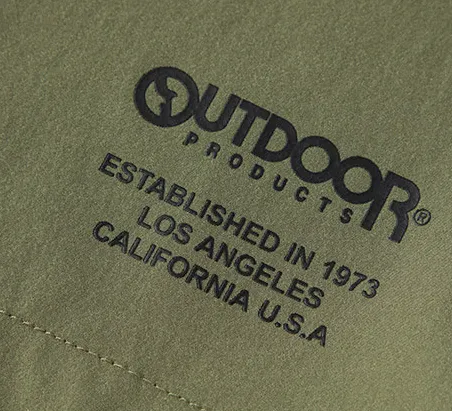 OUTDOOR®
PRODUCTS
ESTABLISHED IN 1973
LOS ANGELES
CALIFORNIA U.S.A